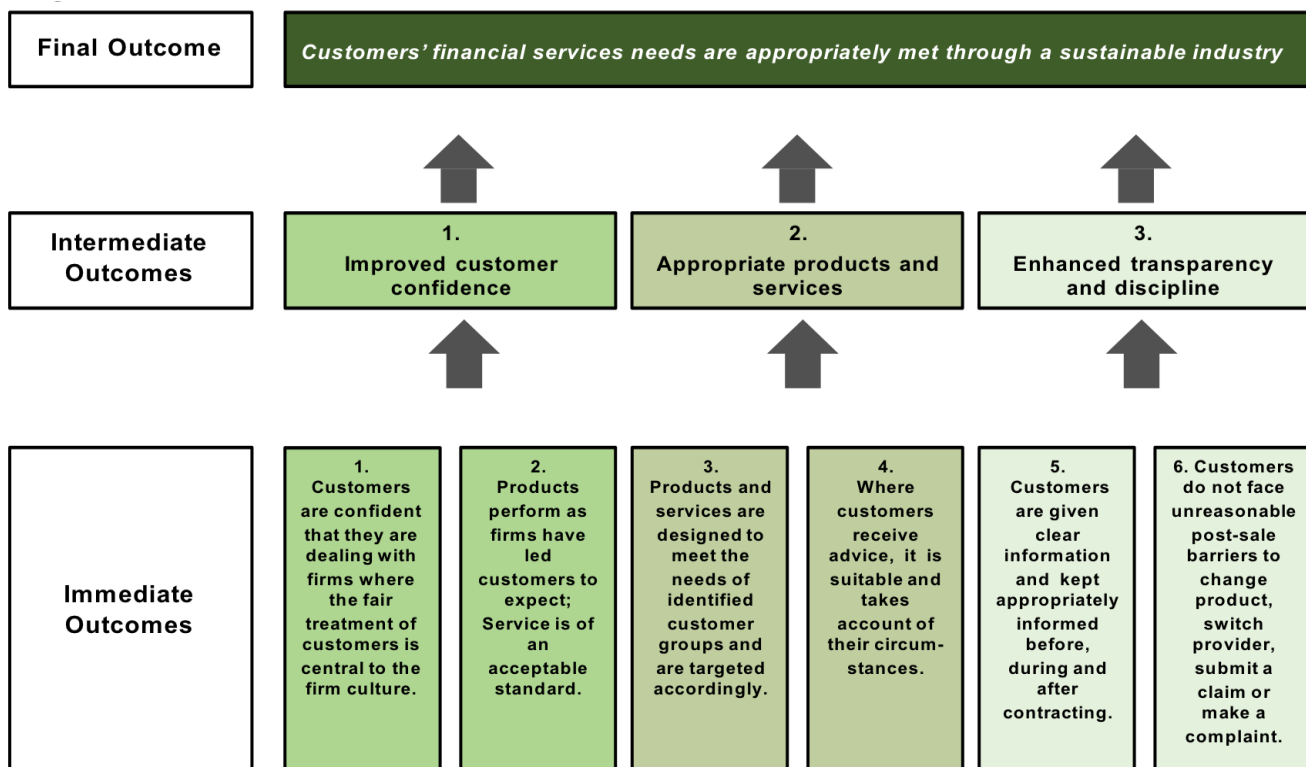 Final Outcome
Customers’ financial services needs are appropriately met through a sustainable industry
Intermediate
Outcomes
1.
Improved customer
confidence
2.
Appropriate products and
services
3.
Enhanced transparency
and discipline
Immediate
Outcomes
1.
Customers
are confident
that they are
dealing with
firms where
the fair
treatment of
customers is
central to the
firm culture.
2.
Products
perform as
firms have
led
customers to
expect;
Service is of
an
acceptable
standard.
3.
Products and
services are
designed to
meet the
needs of
identified
customer
groups and
are targeted
accordingly.
4.
Where
customers
receive
advice, it is
suitable and
takes
account of
their circum-
stances.
5.
Customers
are given
clear
information
and kept
appropriately
informed
before,
during and
after
contracting.
6. Customers
do not face
unreasonable
post-sale
barriers to
change
product,
switch
provider,
submit a
claim or
make a
complaint.